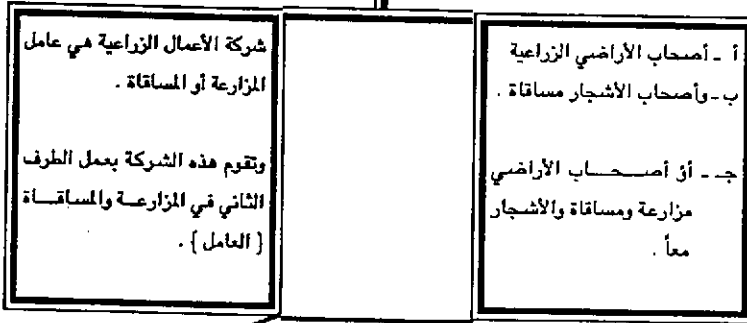 أ - أصحاب الأراضي الزراعية
ب - وأصحاب الأشجار مساقاة .
جـ - أو أصحاب الأراضي
مزارعة ومساقاة والأشجار
معاً .
شركة الأعمال الزراعية هي عامل
المزارعة أو المساقاة .
وتقوم هذه الشركة بعمل الطرف
الثاني في المزارعة والمساقاة
{ العامل } .